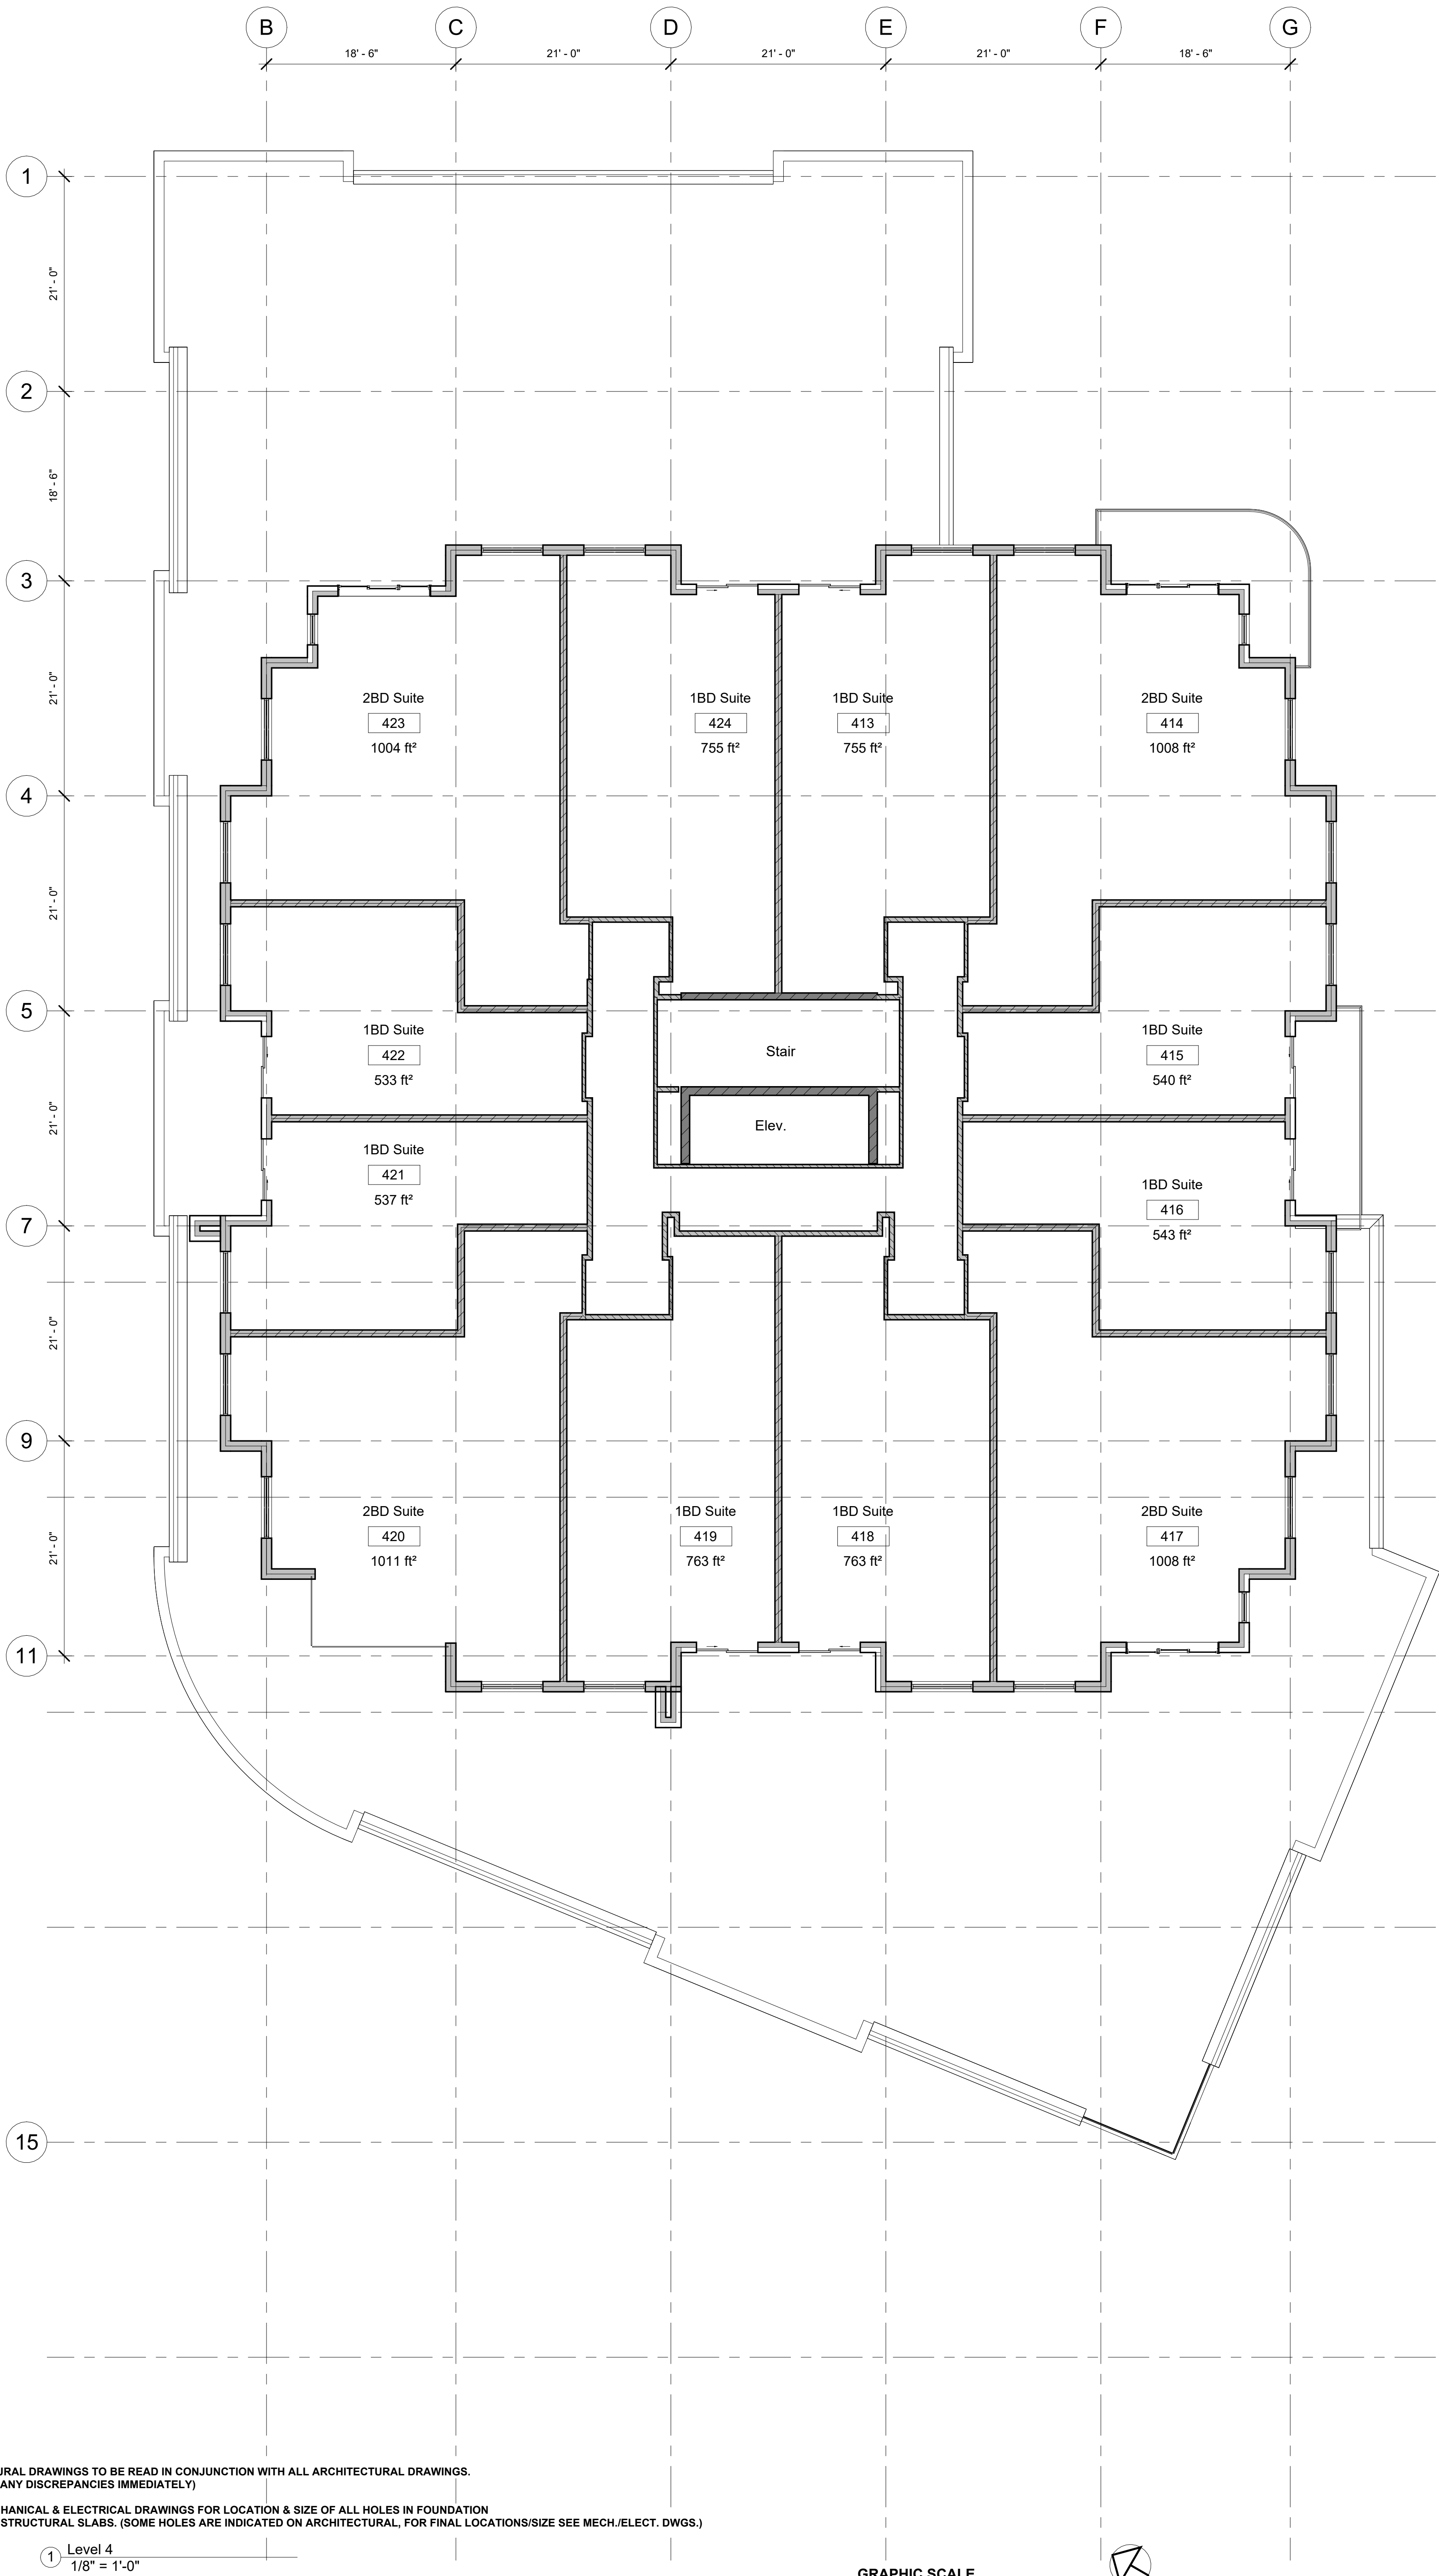 B C D E F G
18' - 6" 21' - 0" 21' - 0" 21' - 0" 18' - 6"
1
21' - 0"
2
18' - 6"
3
21' - 0"
2BD Suite 1BD Suite 1BD Suite 2BD Suite
423 424 413 414
1004 ft² 755 ft² 755 ft² 1008 ft²
4
21' - 0"
5
1BD Suite Stair 1BD Suite
422 415
533 ft² 540 ft²
21' - 0"
Elev.
1BD Suite 1BD Suite
421 416
537 ft² 543 ft²
7
21' - 0"
9
2BD Suite 1BD Suite 1BD Suite 2BD Suite
420 419 418 417
1011 ft² 763 ft² 763 ft² 1008 ft²
21' - 0"
11
15
URAL DRAWINGS TO BE READ IN CONJUNCTION WITH ALL ARCHITECTURAL DRAWINGS.
ANY DISCREPANCIES IMMEDIATELY)
HANICAL & ELECTRICAL DRAWINGS FOR LOCATION & SIZE OF ALL HOLES IN FOUNDATION
STRUCTURAL SLABS. (SOME HOLES ARE INDICATED ON ARCHITECTURAL, FOR FINAL LOCATIONS/SIZE SEE MECH./ELECT. DWGS.)
1 Level 4
1/8" = 1'-0"
GRAPHIC SCALE